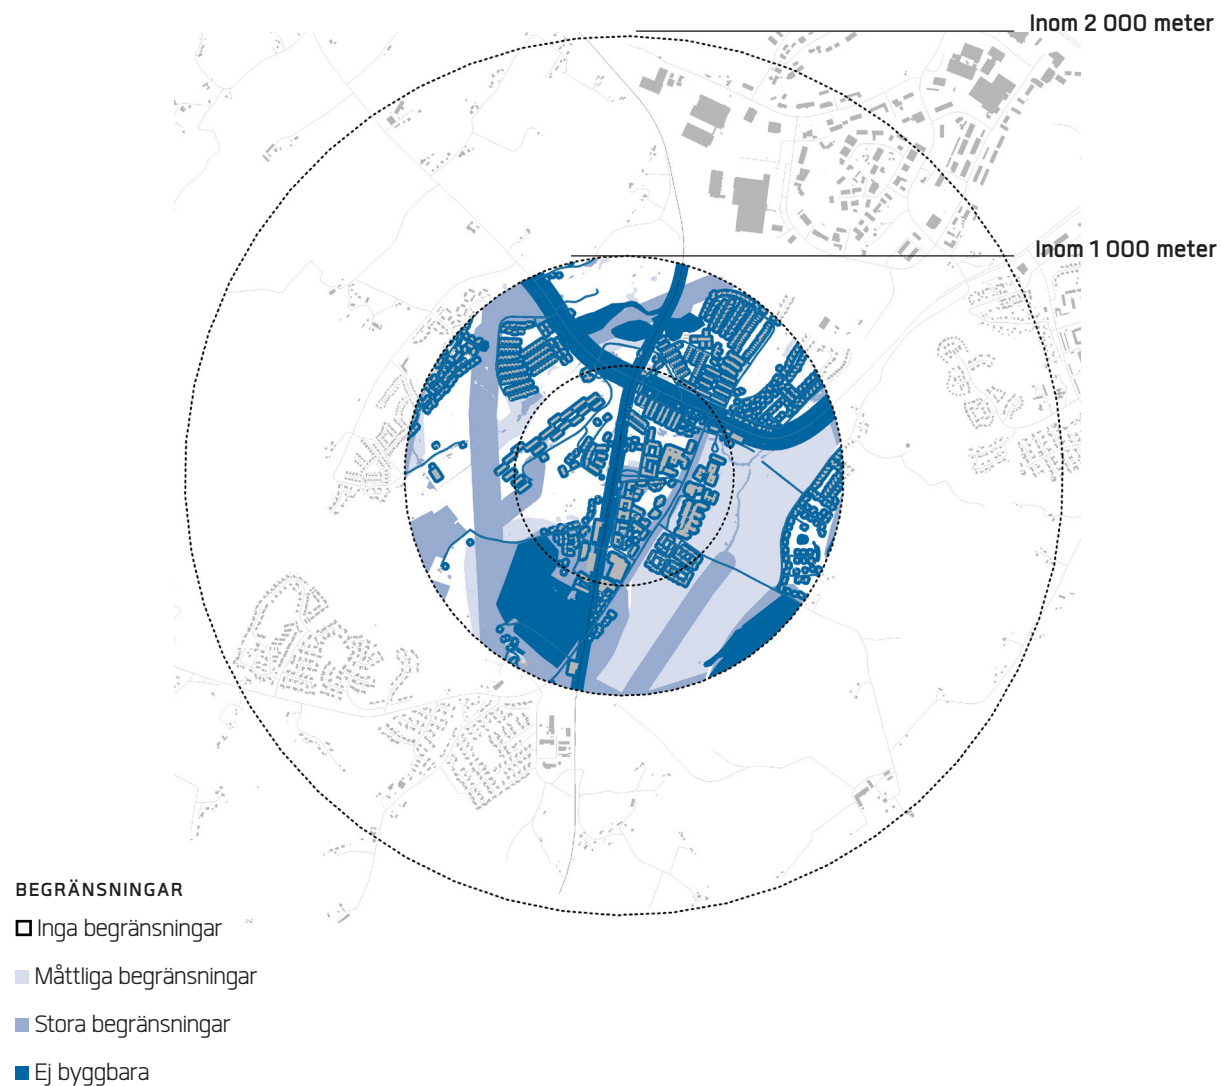 Inom 2 000 meter
Inom 1 000 meter
BEGRÄNSNINGAR
Inga begränsningar
Måttliga begränsningar
Stora begränsningar
Ej byggbara